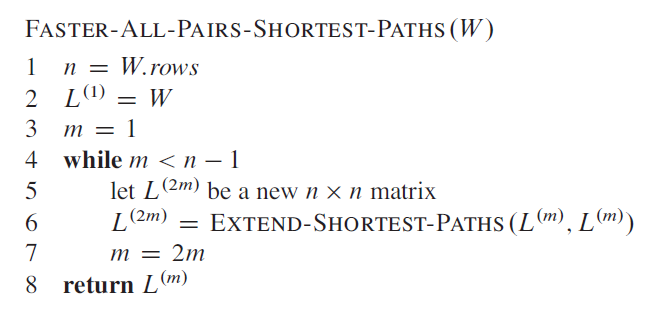 FASTER-ALL-PAIRS-SHORTEST-PATHS(W)
1 n = W.rows
2 L^(1) = W
3 m = 1
4 while m < n − 1
5 let L^(2m) be a new n × n matrix
6 L^(2m) = EXTEND-SHORTEST-PATHS(L^(m), L^(m))
7 m = 2m
8 return L^(m)